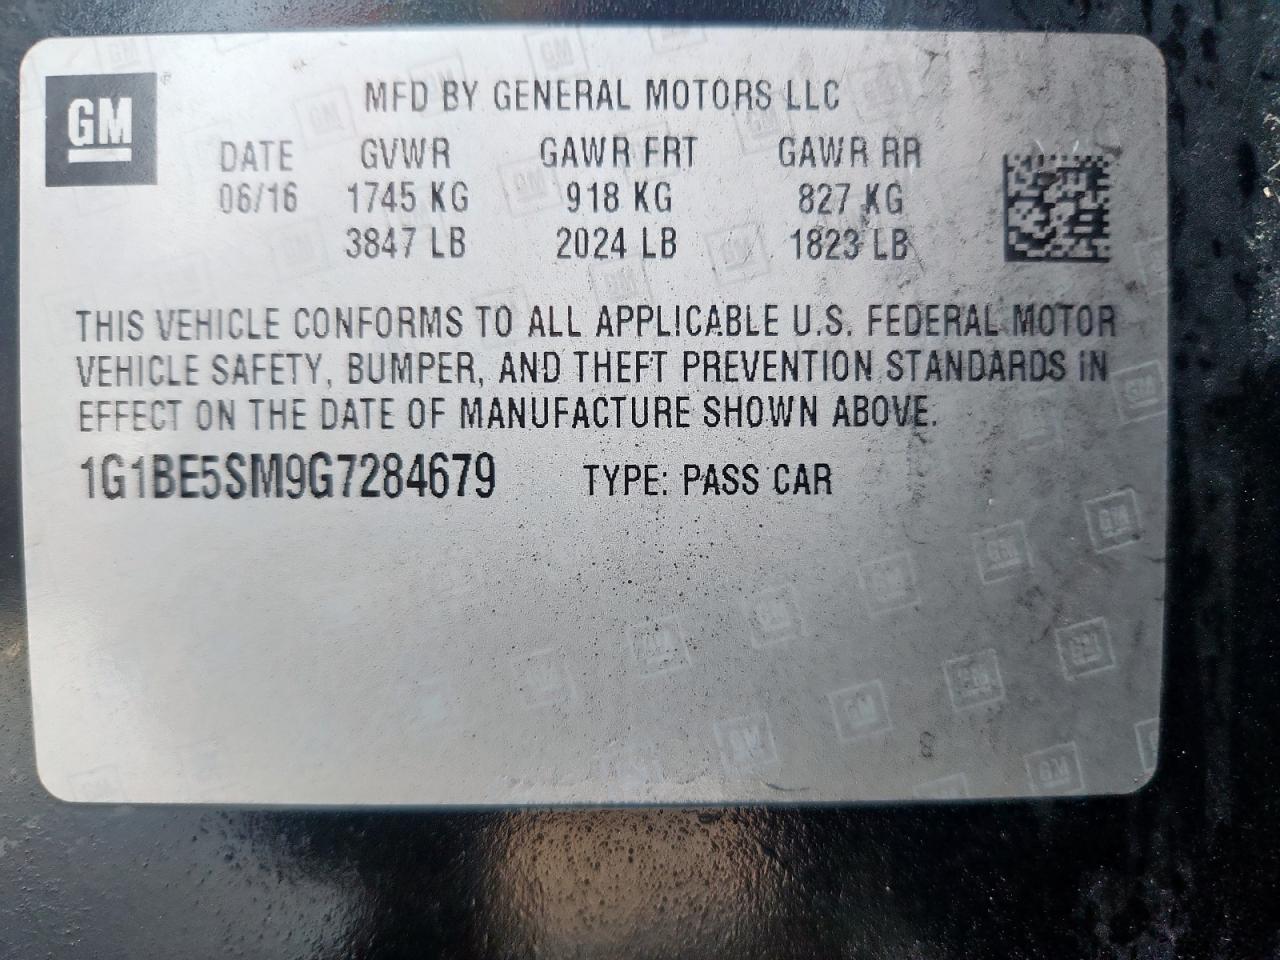 GM
MFD BY GENERAL MOTORS LLC
DATE GVWR GAWR FRT GAWR RR
06/16 1745 KG 918 KG 827 KG
3847 LB 2024 LB 1823 LB
THIS VEHICLE CONFORMS TO ALL APPLICABLE U.S. FEDERAL MOTOR
VEHICLE SAFETY, BUMPER, AND THEFT PREVENTION STANDARDS IN
EFFECT ON THE DATE OF MANUFACTURE SHOWN ABOVE.
1G1BE5SM9G7284679 TYPE: PASS CAR